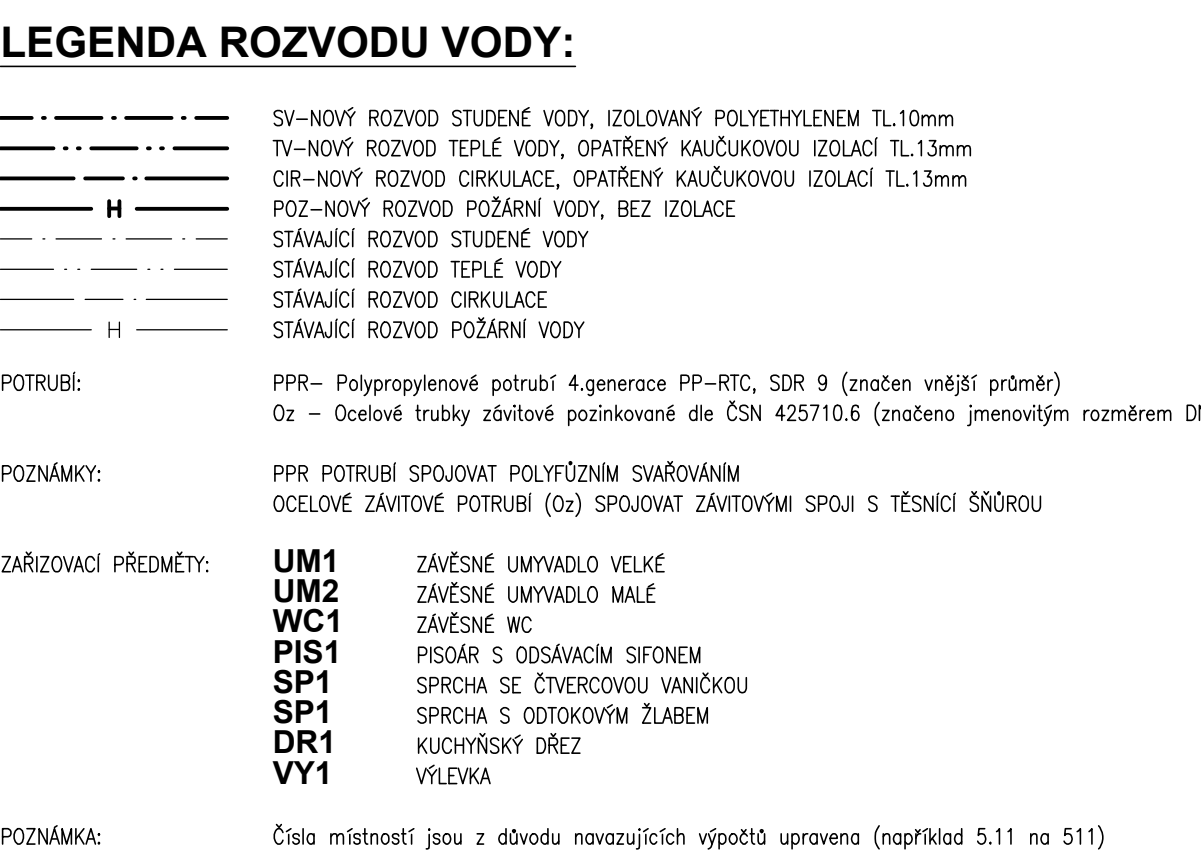 LEGENDA ROZVODU VODY:
SV-NOVÝ ROZVOD STUDENÉ VODY, IZOLOVANÝ POLYETHYLENEM TL.10mm
TV-NOVÝ ROZVOD TEPLÉ VODY, OPATŘENÝ KAUČUKOVOU IZOLACÍ TL.13mm
CIR-NOVÝ ROZVOD CIRKULACE, OPATŘENÝ KAUČUKOVOU IZOLACÍ TL.13mm
H POZ-NOVÝ ROZVOD POŽÁRNÍ VODY, BEZ IZOLACE
STÁVAJÍCÍ ROZVOD STUDENÉ VODY
STÁVAJÍCÍ ROZVOD TEPLÉ VODY
STÁVAJÍCÍ ROZVOD CIRKULACE
H STÁVAJÍCÍ ROZVOD POŽÁRNÍ VODY
POTRUBÍ: PPR- Polypropylenové potrubí 4.generace PP-RTC, SDR 9 (značen vnější průměr)
Oz - Ocelové trubky závitové pozinkované dle ČSN 425710.6 (značeno jmenovitým rozměrem
POZNÁMKY: PPR POTRUBÍ SPOJOVAT POLYFŮZNÍM SVAŘOVÁNÍM
OCELOVÉ ZÁVITOVÉ POTRUBÍ (Oz) SPOJOVAT ZÁVITOVÝMI SPOJI S TĚSNÍCÍ ŠŇŮROU
ZAŘIZOVACÍ PŘEDMĚTY: UM1 ZÁVĚSNÉ UMYVADLO VELKÉ
UM2 ZÁVĚSNÉ UMYVADLO MALÉ
WC1 ZÁVĚSNÉ WC
PIS1 PISOÁR S ODSÁVACÍM SIFONEM
SP1 SPRCHA SE ČTVERCOVOU VANIČKOU
SP1 SPRCHA S ODTOKOVÝM ŽLABEM
DR1 KUCHYŇSKÝ DŘEZ
VY1 VÝLEVKA
POZNÁMKA: Čísla místností jsou z důvodu navazujících výpočtů upravena (například 5.11 na 511)